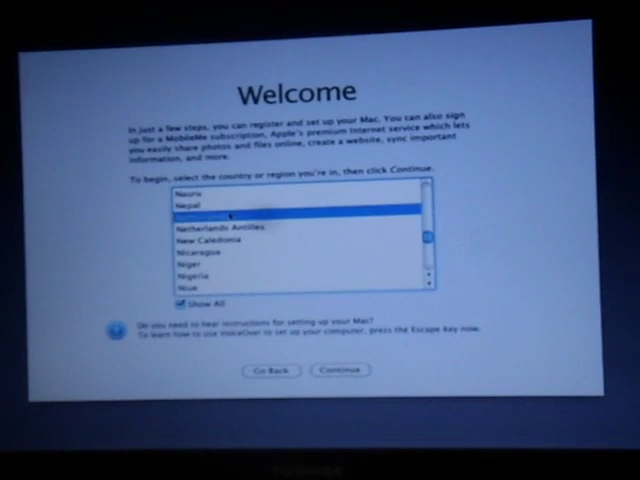 Welcome
In just a few steps, you can register and set up your Mac. You can also sign
up for a MobileMe subscription, Apple's premium Internet service which lets
you easily share photos and files online, create a website, sync important
information, and more.
To begin, select the country or region you're in, then click Continue.
Nauru
Nepal
Netherlands Antilles
New Caledonia
Nicaragua
Niger
Nigeria
Niue
Show All
Do you need to hear instructions for setting up your Mac?
To learn how to use VoiceOver to set up your computer, press the Escape key now.
Go Back
Continue
TOSHIBA